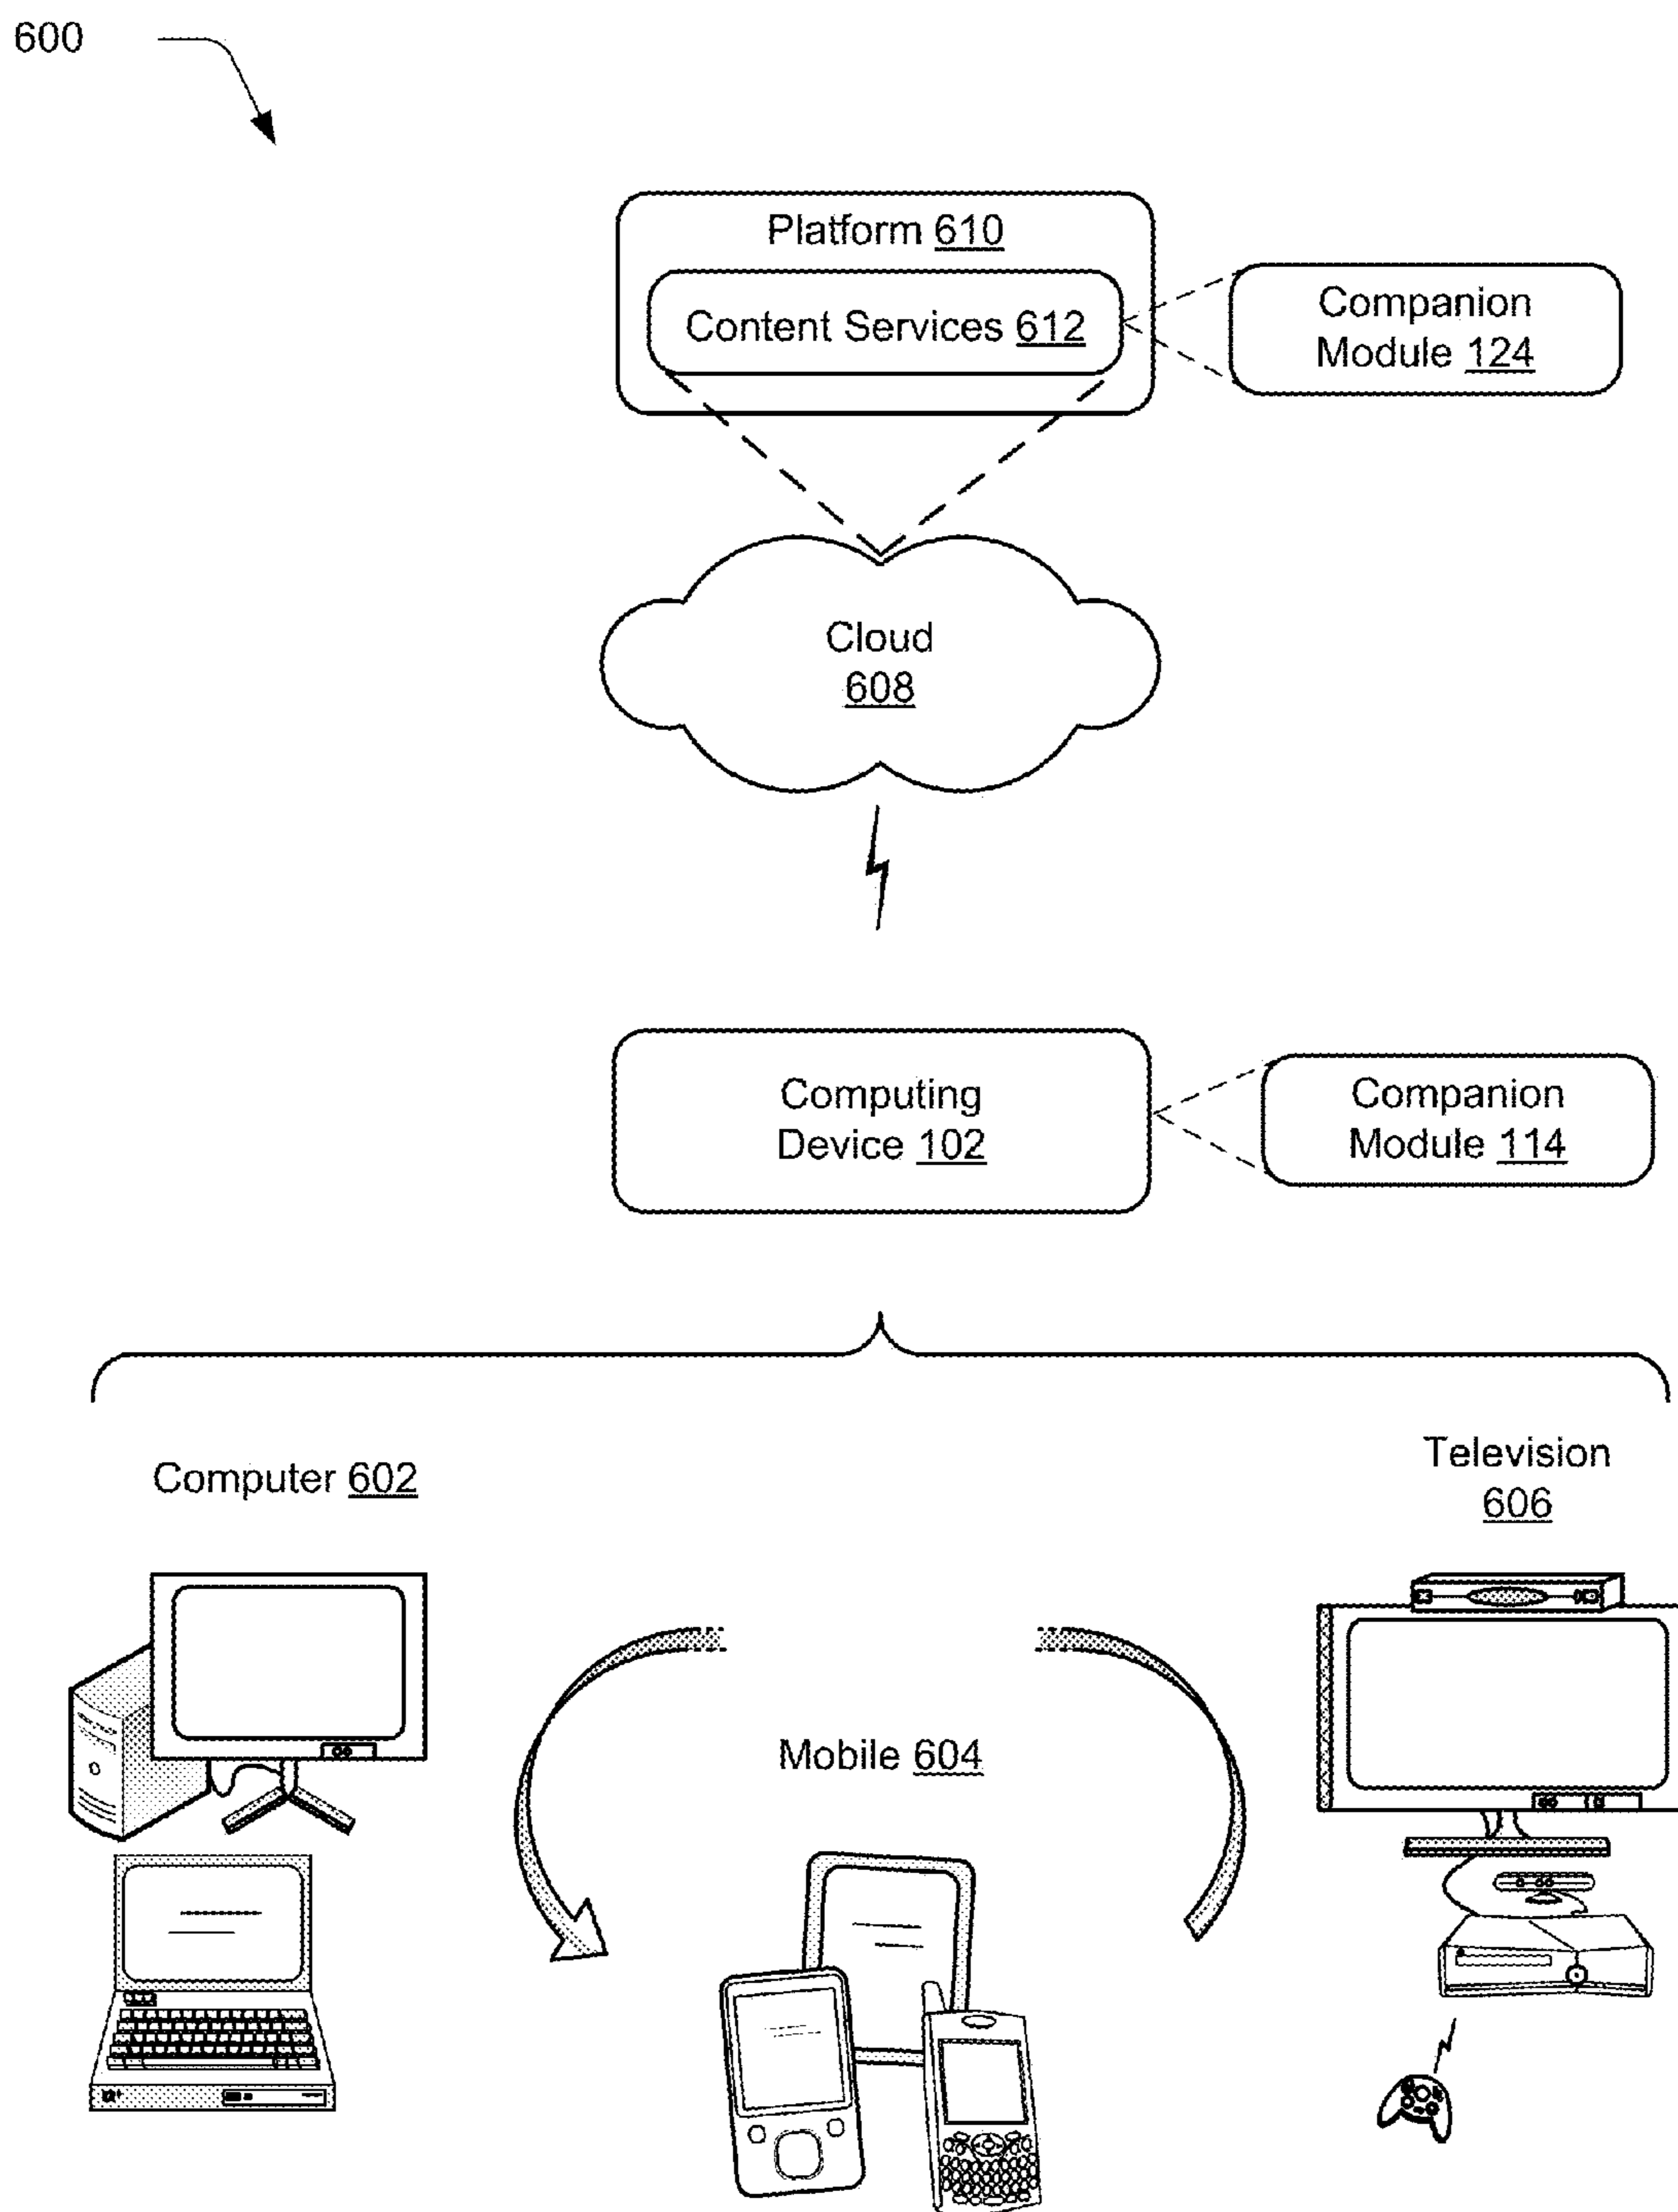 600
Platform 610
Content Services 612
Companion
Module 124
Cloud
608
Computing
Device 102
Companion
Module 114
Computer 602
Television
606
Mobile 604